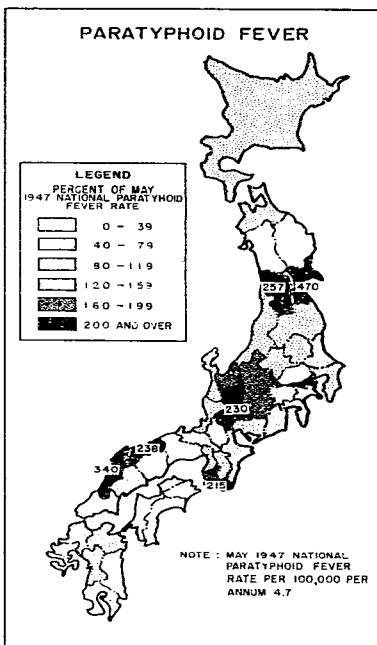 PARATYPHOID FEVER
LEGEND
PERCENT OF MAY
1947 NATIONAL PARATYHOID
FEVER RATE
0 - 39
40 - 79
80 - 119
120 - 159
160 - 199
200 AND OVER
257
470
230
238
340
215
NOTE : MAY 1947 NATIONAL
PARATYPHOID FEVER
RATE PER 100,000 PER
ANNUM 4.7